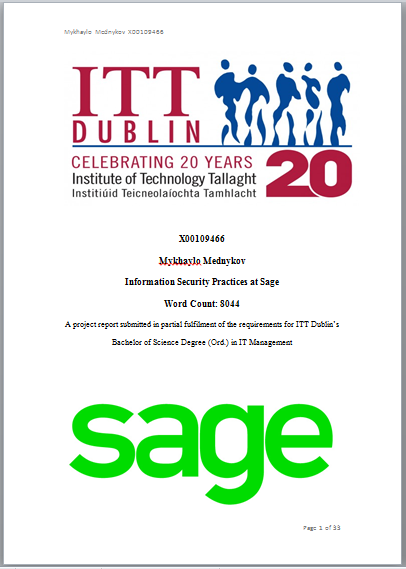 Mykhaylo Mednykov X00109466
ITT
DUBLIN
CELEBRATING 20 YEARS
Institute of Technology Tallaght
Institiúid Teicneolaíochta Tamhlacht
20
X00109466
Mykhaylo Mednykov
Information Security Practices at Sage
Word Count: 8044
A project report submitted in partial fulfilment of the requirements for ITT Dublin's
Bachelor of Science Degree (Ord.) in IT Management
sage
Page 1 of 33